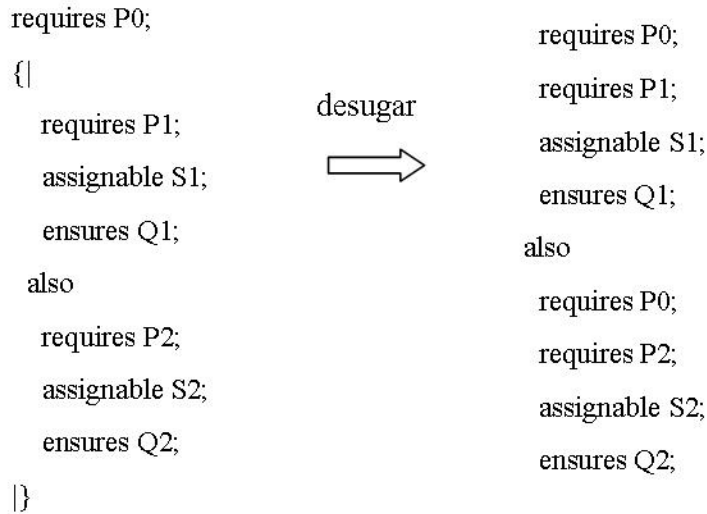 requires P0;
{|
requires P1;
assignable S1;
ensures Q1;
also
requires P2;
assignable S2;
ensures Q2;
|}
desugar
requires P0;
requires P1;
assignable S1;
ensures Q1;
also
requires P0;
requires P2;
assignable S2;
ensures Q2;